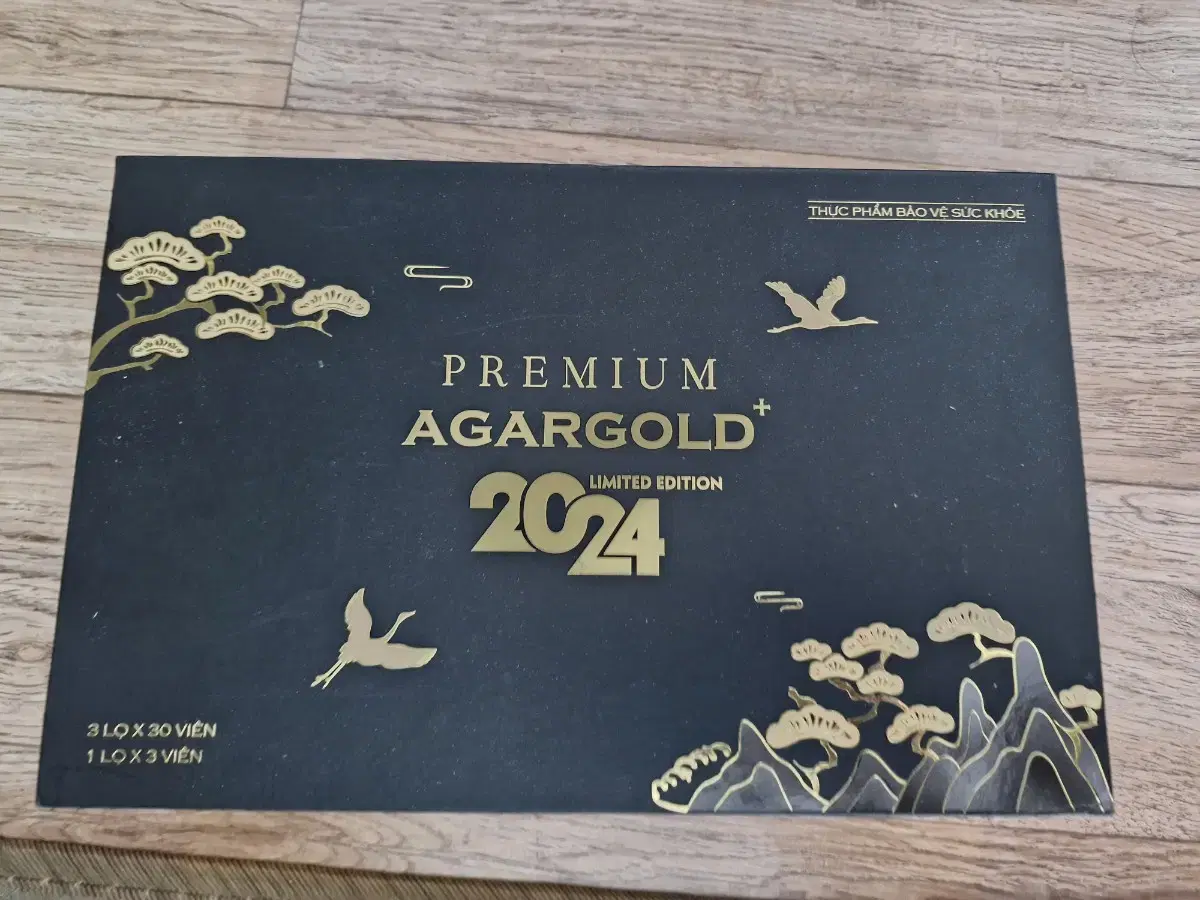 THỰC PHẨM BẢO VỆ SỨC KHỎE
PREMIUM
AGARGOLD+
LIMITED EDITION
2024
3 LỌ X 30 VIÊN
1 LỌ X 3 VIÊN